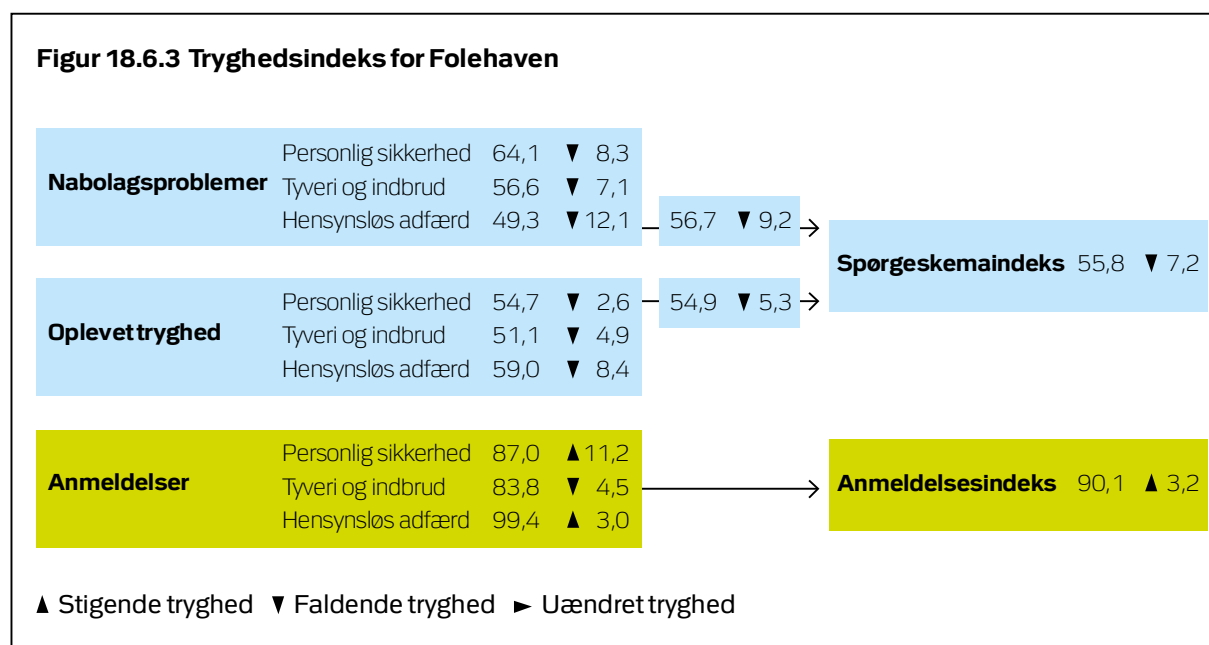 Figur 18.6.3 Tryghedsindeks for Folehaven
Nabolagsproblemer
Personlig sikkerhed 64,1 ▼ 8,3
Tyveri og indbrud 56,6 ▼ 7,1
Hensynsløs adfærd 49,3 ▼ 12,1
56,7 ▼ 9,2
Oplevet tryghed
Personlig sikkerhed 54,7 ▼ 2,6
Tyveri og indbrud 51,1 ▼ 4,9
Hensynsløs adfærd 59,0 ▼ 8,4
54,9 ▼ 5,3
Spørgeskemaindeks 55,8 ▼ 7,2
Anmeldelser
Personlig sikkerhed 87,0 ▲ 11,2
Tyveri og indbrud 83,8 ▼ 4,5
Hensynsløs adfærd 99,4 ▲ 3,0
Anmeldelsesindeks 90,1 ▲ 3,2
▲ Stigende tryghed ▼ Faldende tryghed ► Uændret tryghed